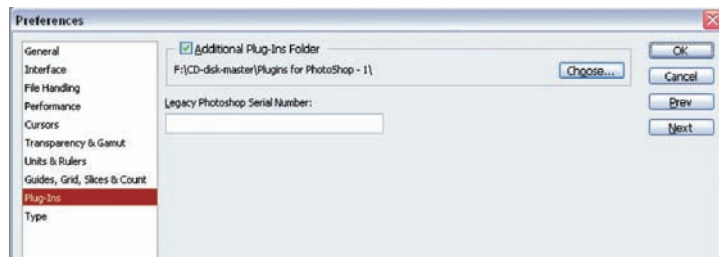 Preferences
General
Interface
File Handling
Performance
Cursors
Transparency & Gamut
Units & Rulers
Guides, Grid, Slices & Count
Plug-Ins
Type
Additional Plug-Ins Folder
F:\CD-disk-master\Plugins for PhotoShop - 1\
Choose...
Legacy Photoshop Serial Number:
OK
Cancel
Prev
Next